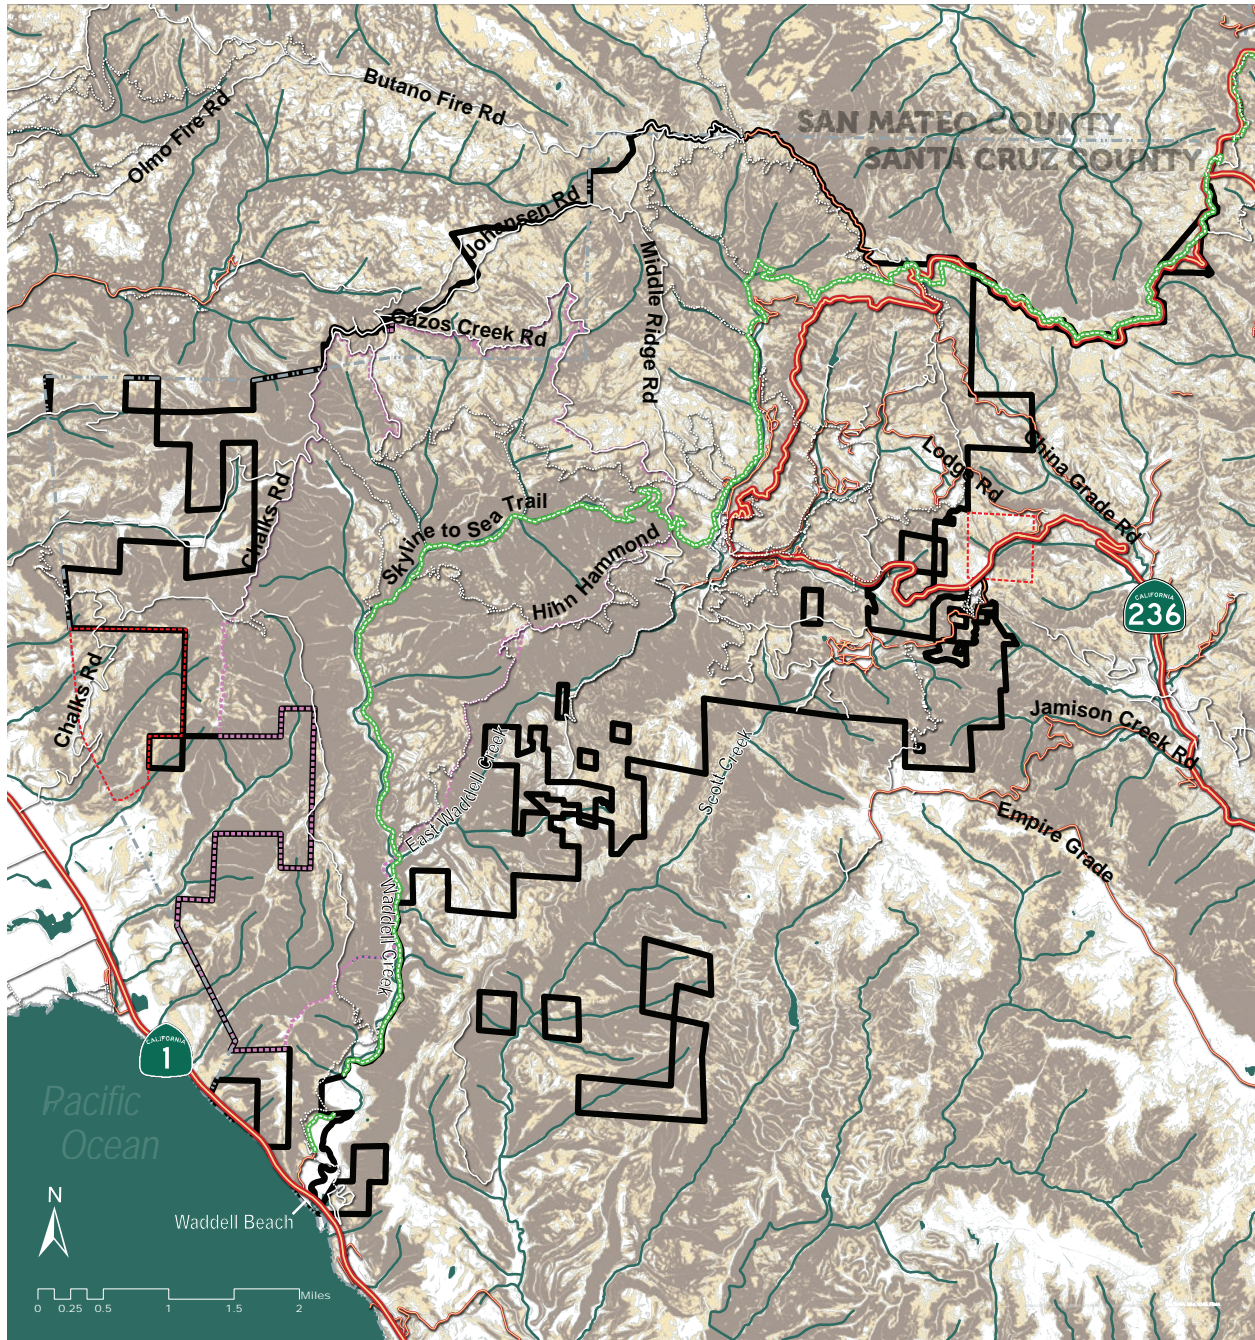 Butano Fire Rd
Olmo Fire Rd
SAN MATEO COUNTY
SANTA CRUZ COUNTY
Johansen Rd
Middle Ridge Rd
Gazos Creek Rd
Lodge Rd
China Grade Rd
Chalks Rd
Skyline to Sea Trail
Hihn Hammond
CALIFORNIA
236
Chalks Rd
Jamison Creek Rd
East Waddell Creek
Scott Creek
Empire Grade
Waddell Creek
CALIFORNIA
1
Pacific
Ocean
N
Waddell Beach
Miles
0 0.25 0.5 1 1.5 2